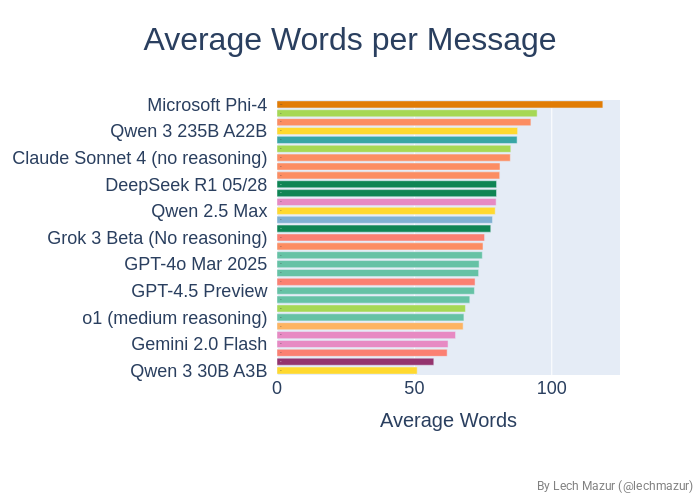 Average Words per Message
Microsoft Phi-4
Qwen 3 235B A22B
Claude Sonnet 4 (no reasoning)
DeepSeek R1 05/28
Qwen 2.5 Max
Grok 3 Beta (No reasoning)
GPT-4o Mar 2025
GPT-4.5 Preview
o1 (medium reasoning)
Gemini 2.0 Flash
Qwen 3 30B A3B
0 50 100
Average Words
By Lech Mazur (@lechmazur)